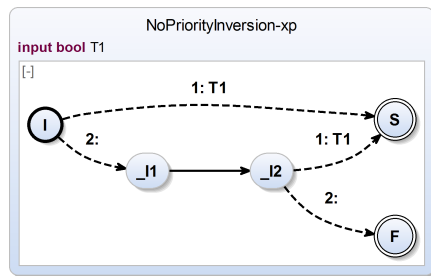 NoPriorityInversion-xp
input bool T1
[-]
1: T1
I
S
2:
1: T1
_I1
_I2
2:
F